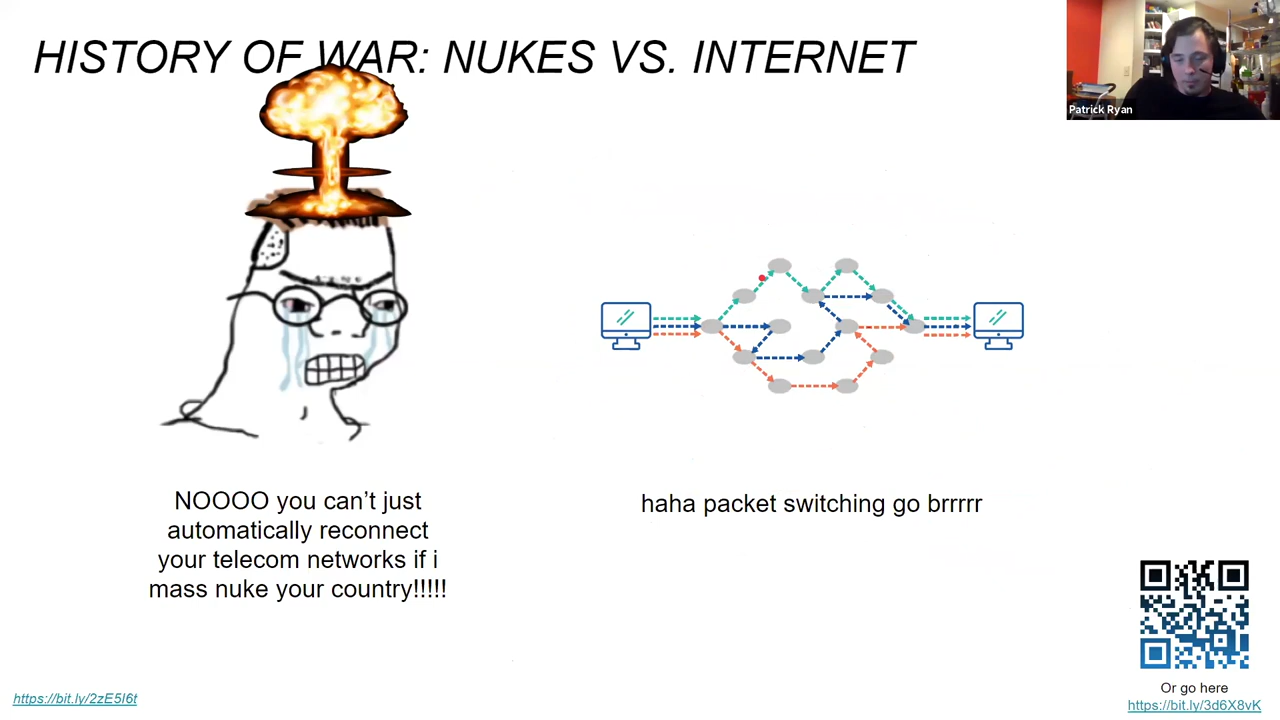 HISTORY OF WAR: NUKES VS. INTERNET
Patrick Ryan
NOOOO you can’t just
automatically reconnect
your telecom networks if i
mass nuke your country!!!!!
haha packet switching go brrrrr
https://bit.ly/2zE5I6t
Or go here
https://bit.ly/3d6X8vK